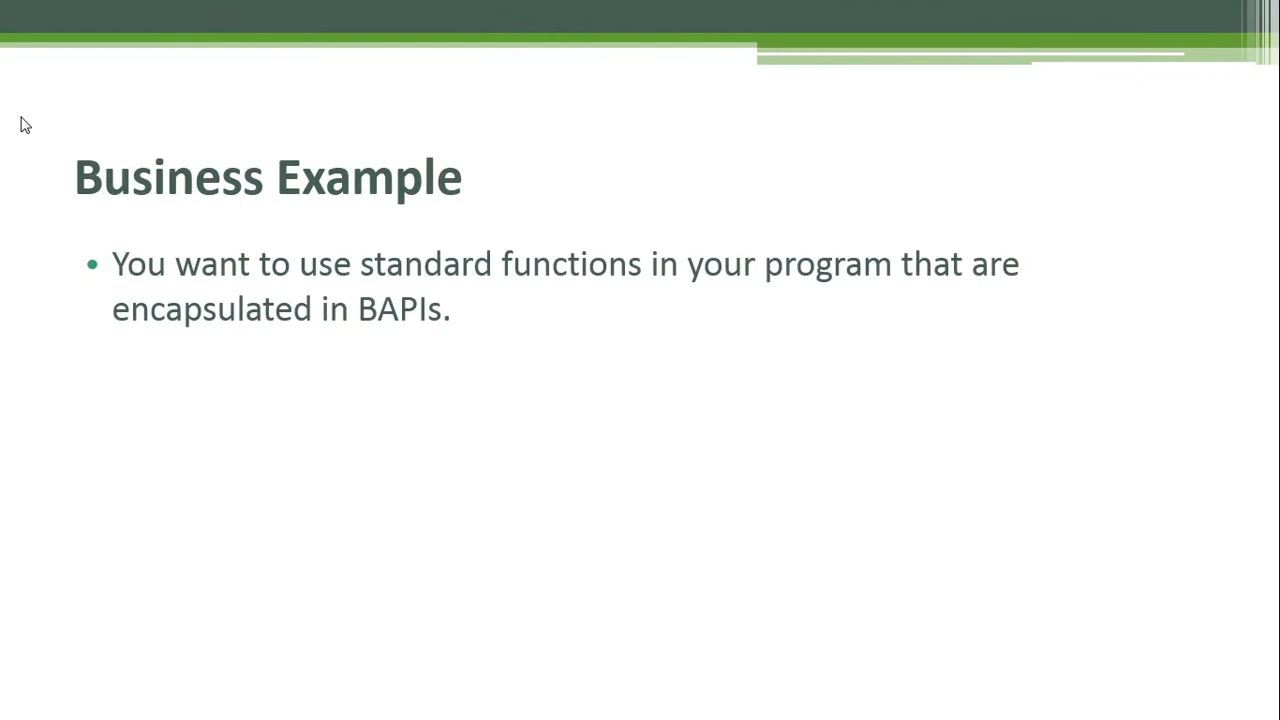 Business Example
• You want to use standard functions in your program that are
encapsulated in BAPIs.